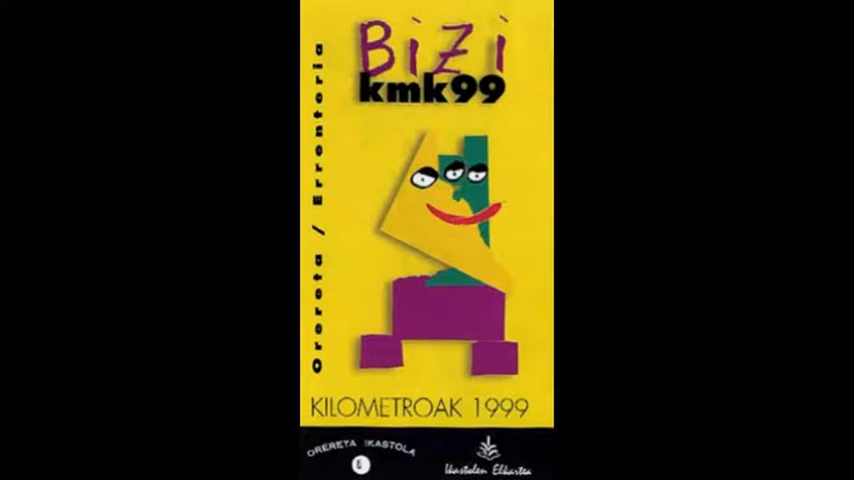 BiZi
kmk99
Orereta / Errenteria
KILOMETROAK 1999
ORERETA IKASTOLA
Ikastolen Elkartea